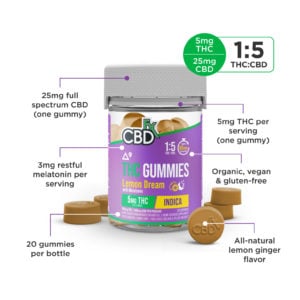 5mg
THC
25mg
CBD
1:5
THC:CBD
25mg full
spectrum CBD
(one gummy)
3mg restful
melatonin per
serving
20 gummies
per bottle
5mg THC per
serving
(one gummy)
Organic, vegan &
gluten-free
All-natural
lemon ginger
flavor
CBD
1:5
THC GUMMIES
Lemon Dream
5mg THC
INDICA
CBD